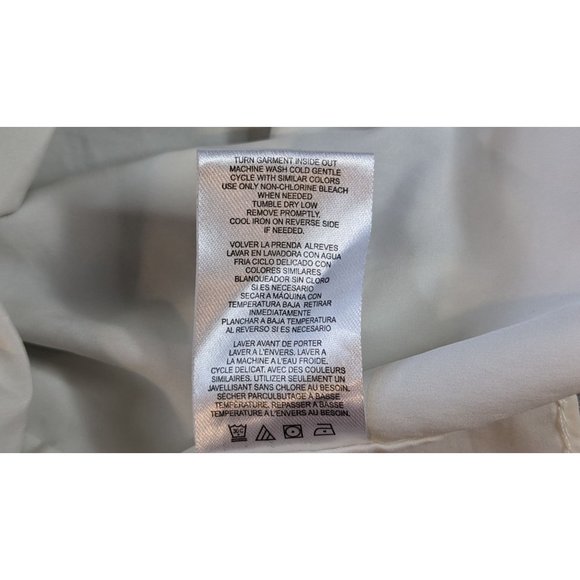 TURN GARMENT INSIDE OUT
MACHINE WASH COLD GENTLE
CYCLE WITH SIMILAR COLORS
USE ONLY NON-CHLORINE BLEACH
WHEN NEEDED
TUMBLE DRY LOW
REMOVE PROMPTLY.
COOL IRON ON REVERSE SIDE
IF NEEDED.
VOLVER LA PRENDA ALREVES
LAVAR EN LAVADORA CON AGUA
FRIA CICLO DELICADO CON
COLORES SIMILARES
BLANQUEADOR SIN CLORO
SI ES NECESARIO
SECAR A MÁQUINA CON
TEMPERATURA BAJA RETIRAR
INMEDIATAMENTE
PLANCHAR A BAJA TEMPERATURA
AL REVERSO SI ES NECESARIO
LAVER AVANT DE PORTER
LAVER A L'ENVERS. LAVER A
LA MACHINE A L'EAU FROIDE.
CYCLE DELICAT. AVEC DES COULEURS
SIMILAIRES. UTILIZER SEULEMENT UN
JAVELLISANT SANS CHLORE AU BESOIN.
SÉCHER PARCULBUTAGE À BASSE
TEMPÉRATURE. REPASSER A BASSE
TEMPERATURE A L'ENVERS AU BESOIN.